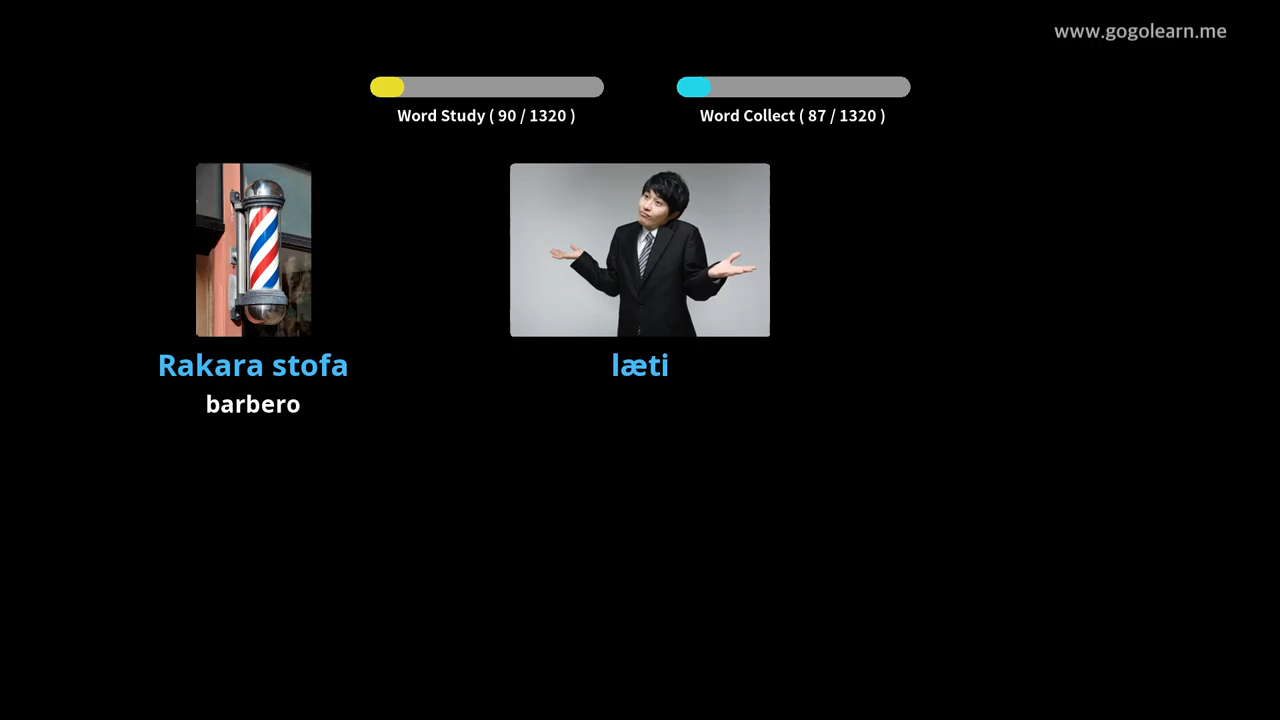 www.gogolearn.me
Word Study ( 90 / 1320 )
Word Collect ( 87 / 1320 )
Rakara stofa
barbero
læti